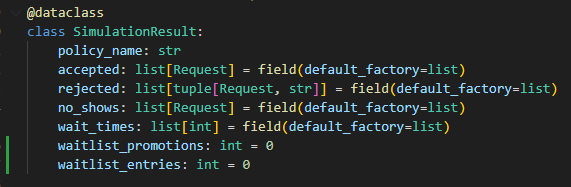 @dataclass
class SimulationResult:
    policy_name: str
    accepted: list[Request] = field(default_factory=list)
    rejected: list[tuple[Request, str]] = field(default_factory=list)
    no_shows: list[Request] = field(default_factory=list)
    wait_times: list[int] = field(default_factory=list)
    waitlist_promotions: int = 0
    waitlist_entries: int = 0